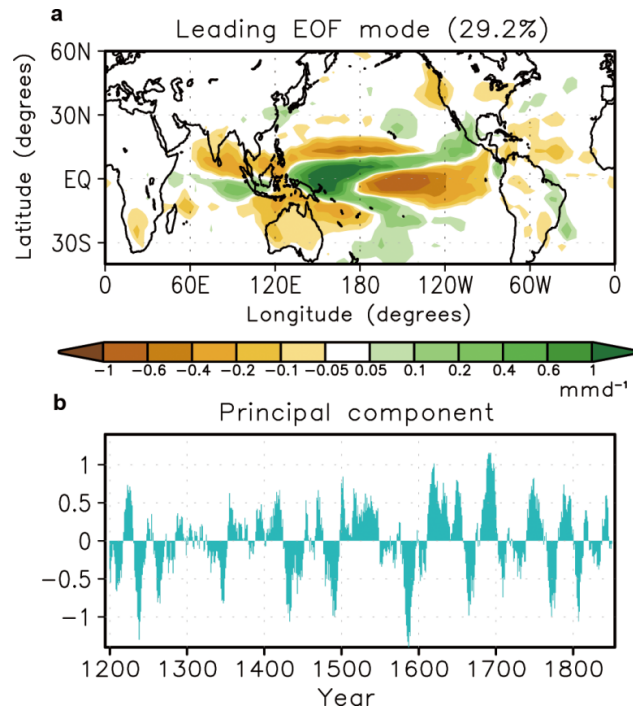 a
Leading EOF mode (29.2%)
60N
30N
EQ
30S
Latitude (degrees)
0 60E 120E 180 120W 60W 0
Longitude (degrees)
−1 −0.6 −0.4 −0.2 −0.1 −0.05 0.05 0.1 0.2 0.4 0.6 1
mmd⁻¹
b
Principal component
1
0.5
0
−0.5
−1
1200 1300 1400 1500 1600 1700 1800
Year